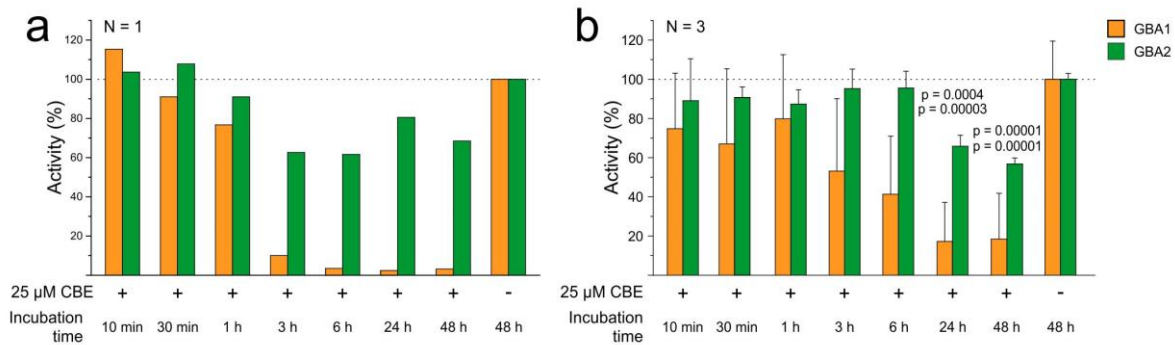 a
N = 1
120
100
80
60
40
20
Activity (%)
25 µM CBE
+ + + + + + + -
Incubation time
10 min 30 min 1 h 3 h 6 h 24 h 48 h 48 h
b
N = 3
120
100
80
60
40
20
Activity (%)
p = 0.0004
p = 0.00003
p = 0.00001
p = 0.00001
25 µM CBE
+ + + + + + + -
Incubation time
10 min 30 min 1 h 3 h 6 h 24 h 48 h 48 h
GBA1
GBA2